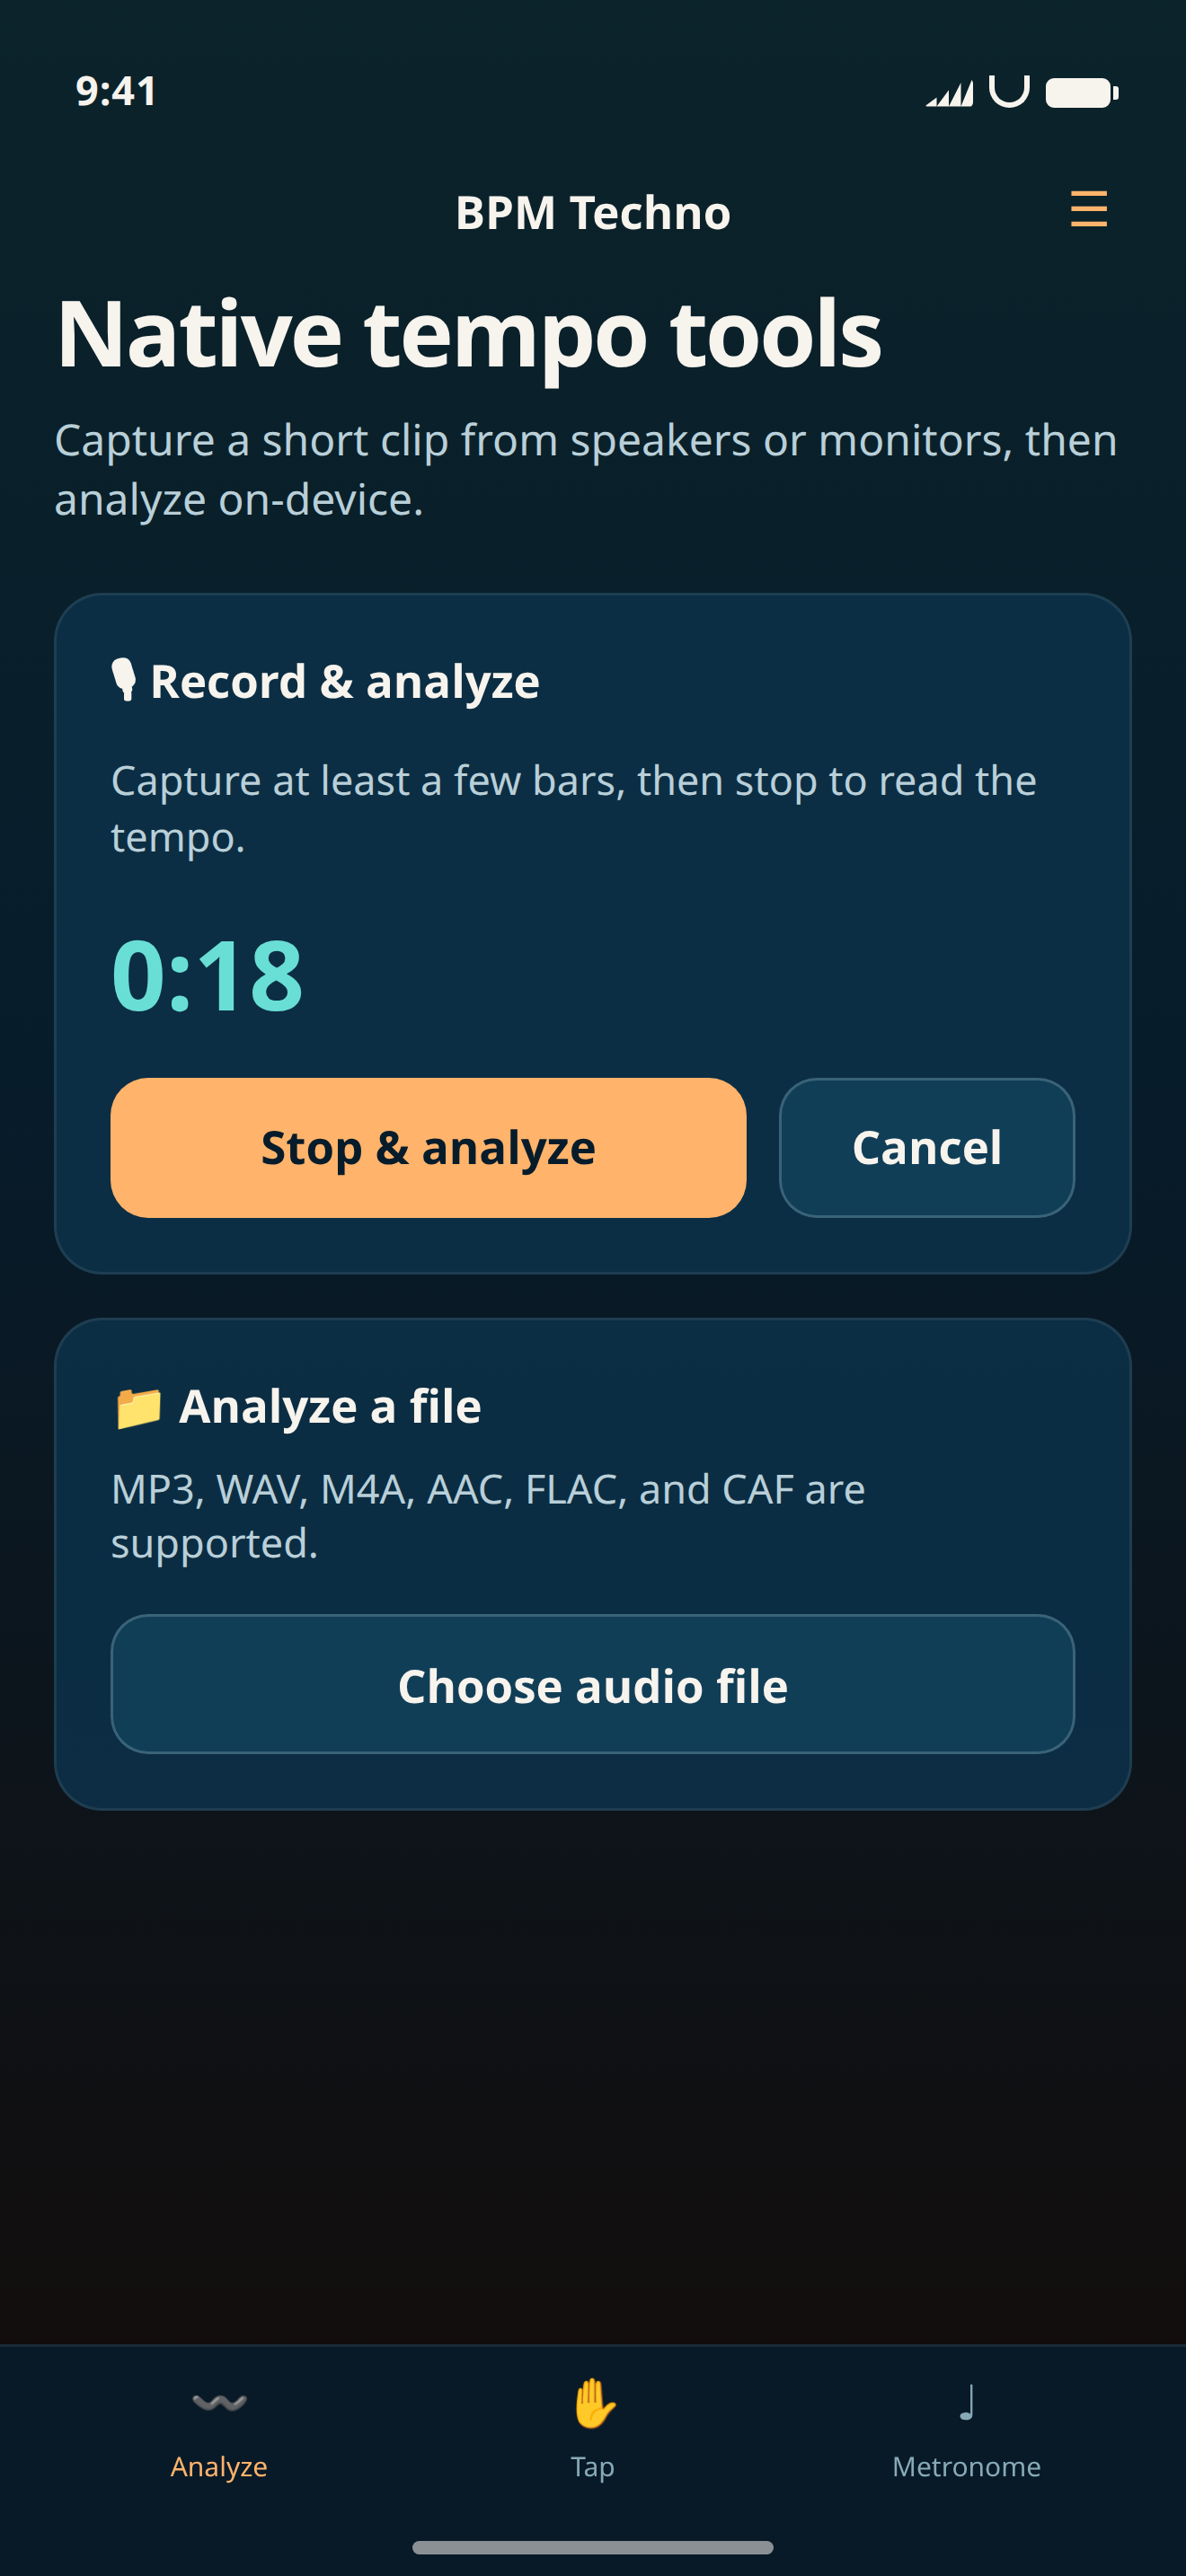 9:41
BPM Techno
Native tempo tools
Capture a short clip from speakers or monitors, then
analyze on-device.
Record & analyze
Capture at least a few bars, then stop to read the
tempo.
0:18
Stop & analyze
Cancel
Analyze a file
MP3, WAV, M4A, AAC, FLAC, and CAF are
supported.
Choose audio file
Analyze
Tap
Metronome